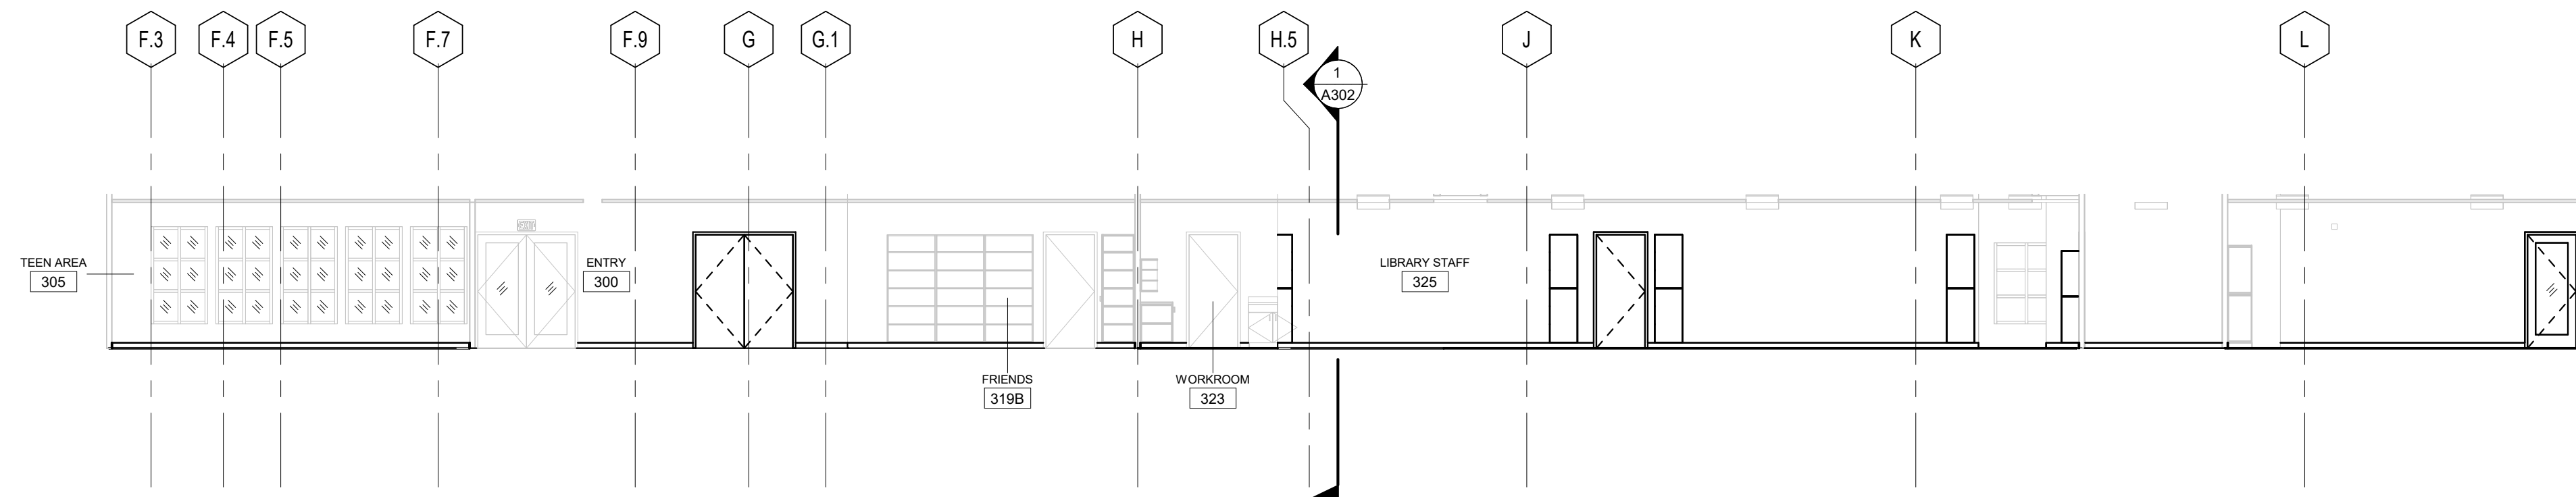 F.3
F.4
F.5
F.7
F.9
G
G.1
H
H.5
J
K
L
1
A302
TEEN AREA
305
ENTRY
300
LIBRARY STAFF
325
FRIENDS
319B
WORKROOM
323